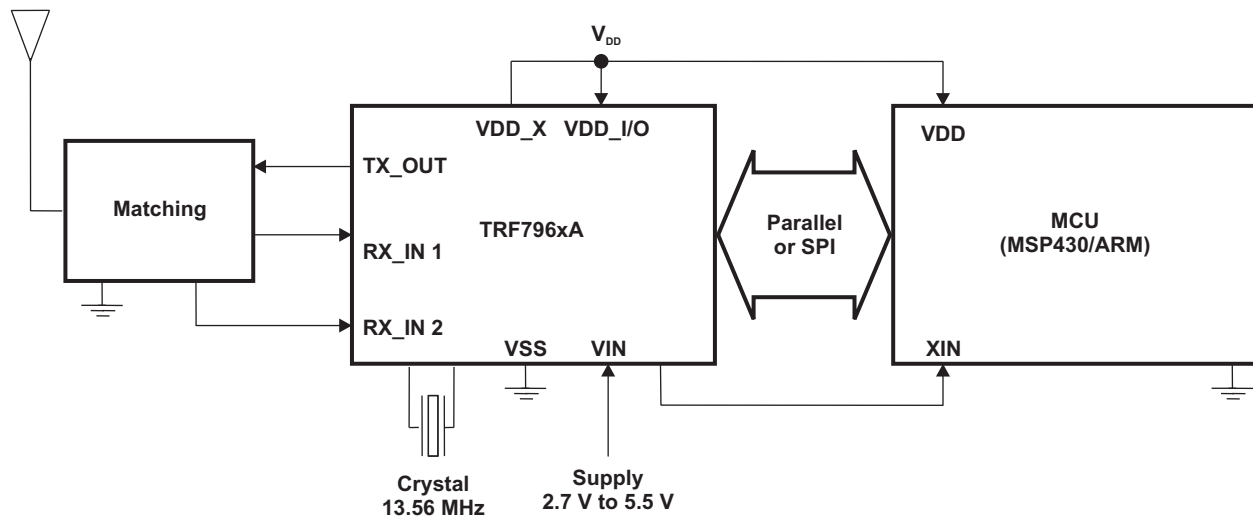 VDD
VDD_X VDD_I/O
VDD
TX_OUT
Matching
TRF796xA
Parallel
or SPI
MCU
(MSP430/ARM)
RX_IN 1
RX_IN 2
VSS
VIN
XIN
Crystal
13.56 MHz
Supply
2.7 V to 5.5 V